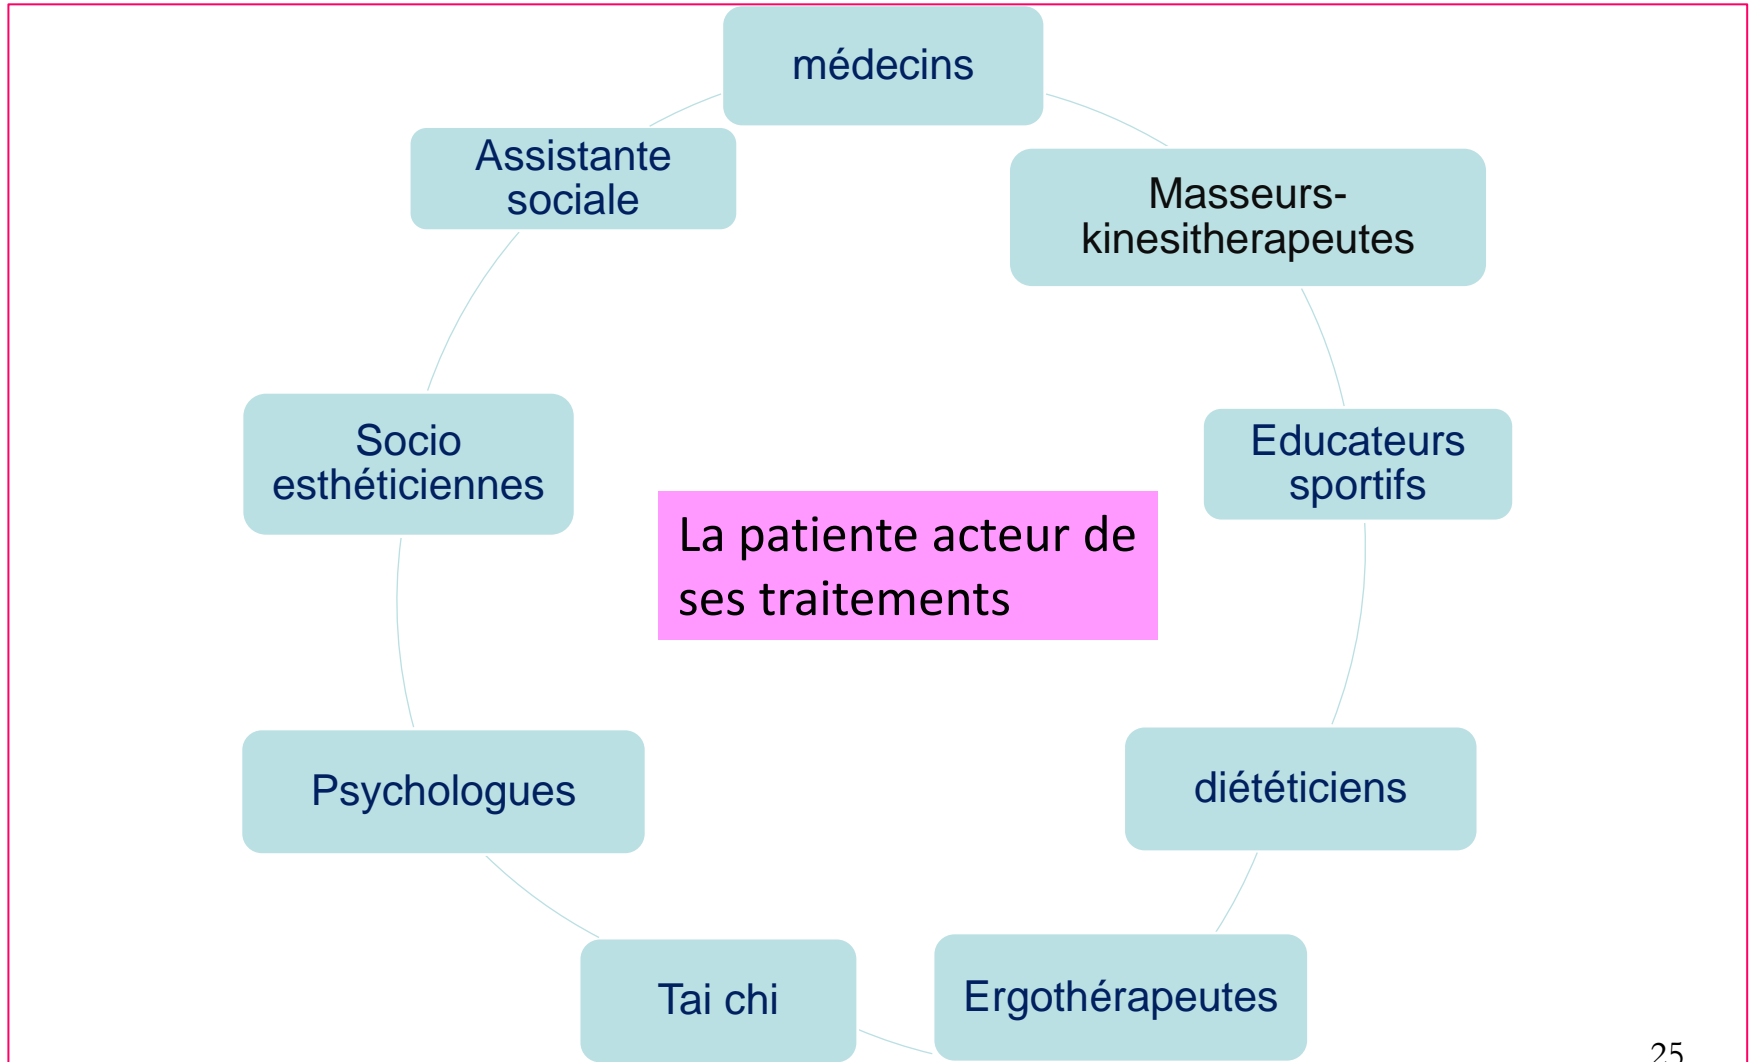 médecins
Assistante
sociale
Masseurs-
kinesitherapeutes
Socio
esthéticiennes
Educateurs
sportifs
La patiente acteur de
ses traitements
Psychologues
diététiciens
Tai chi
Ergothérapeutes
25